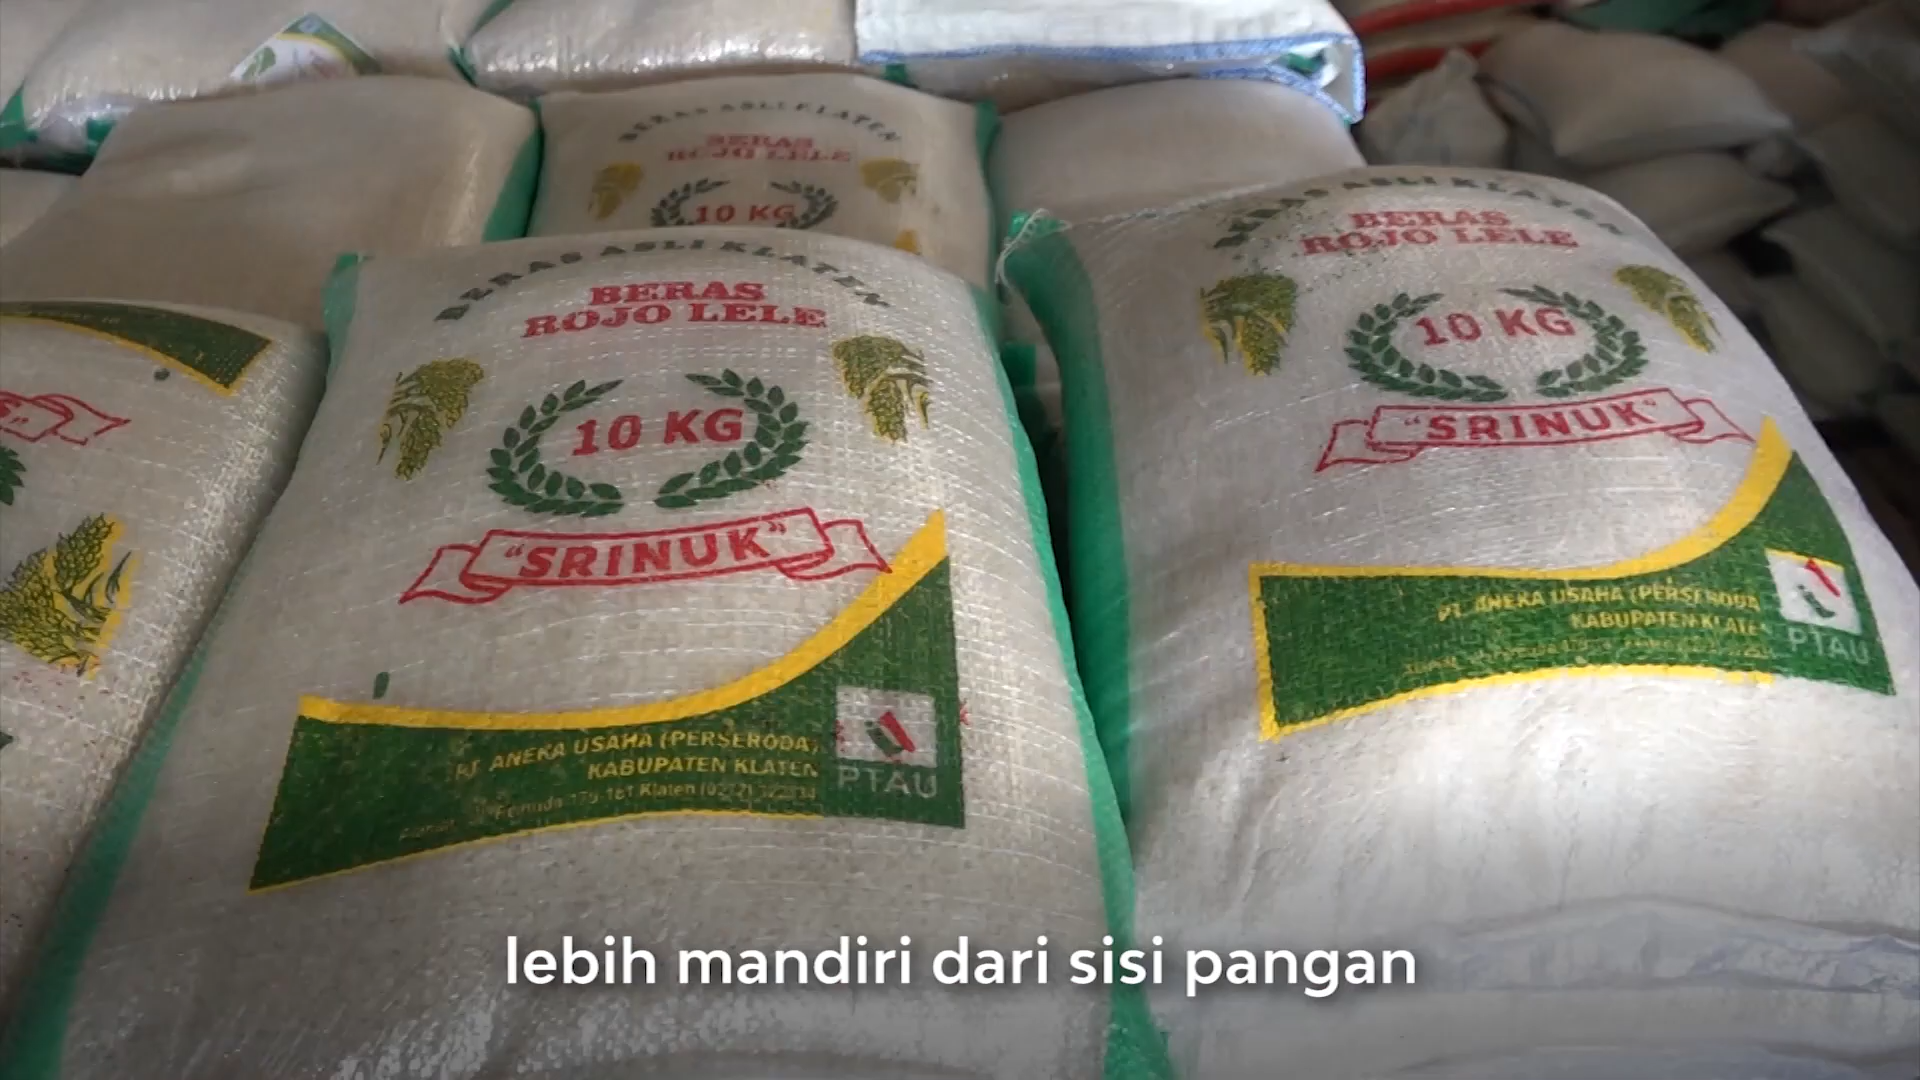 BERAS ASLI KLATEN
BERAS
ROJO LELE
10 KG
BERAS ASLI KLATEN
BERAS
ROJO LELE
10 KG
"SRINUK"
PT. ANEKA USAHA (PERSERODA)
KABUPATEN KLATEN
PTAU
BERAS ASLI KLATEN
BERAS
ROJO LELE
10 KG
"SRINUK"
PT. ANEKA USAHA (PERSERODA
KABUPATEN KLATEN
PTAU
lebih mandiri dari sisi pangan